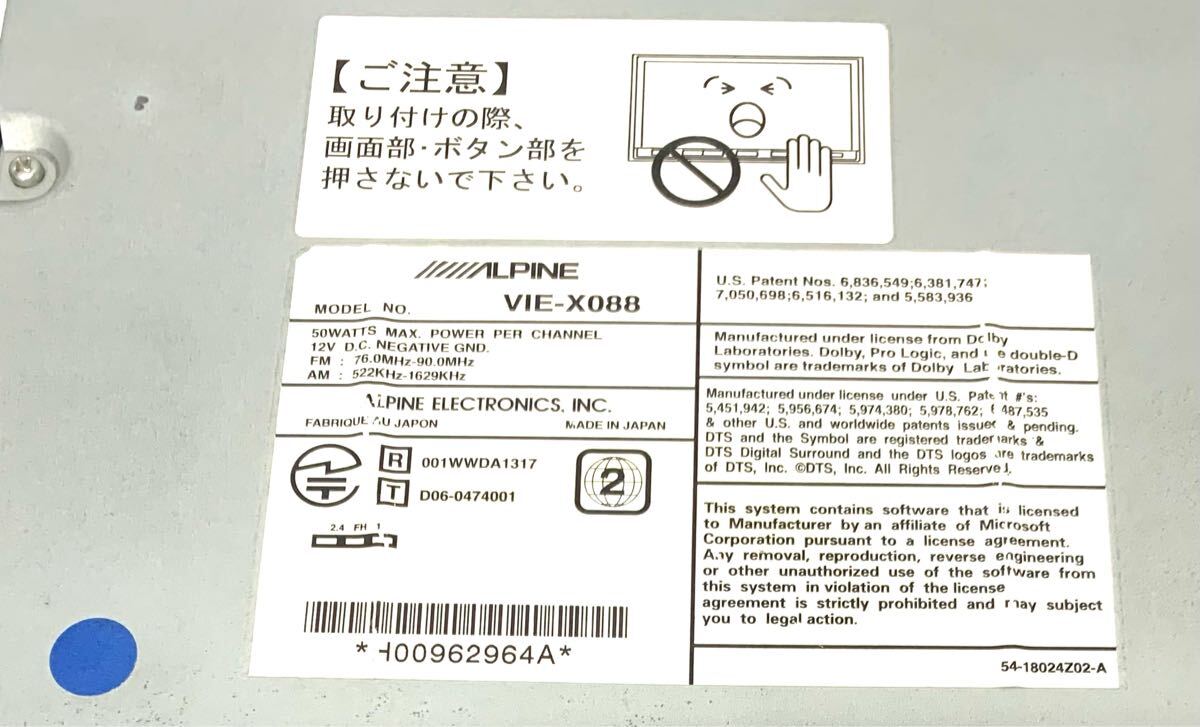 【ご注意】
取り付けの際、
画面部・ボタン部を
押さないで下さい。
ALPINE
MODEL NO. VIE-X088
50WATTS MAX. POWER PER CHANNEL
12V D.C. NEGATIVE GND.
FM : 76.0MHz-90.0MHz
AM : 522KHz-1629KHz
ALPINE ELECTRONICS, INC.
FABRIQUE AU JAPON MADE IN JAPAN
R 001WWDA1317
T D06-0474001
2
2.4 FH 1
*H00962964A*
U.S. Patent Nos. 6,836,549;6,381,747;
7,050,698;6,516,132; and 5,583,936
Manufactured under license from Dolby
Laboratories. Dolby, Pro Logic, and the double-D
symbol are trademarks of Dolby Laboratories.
Manufactured under license under U.S. Patent #'s:
5,451,942; 5,956,674; 5,974,380; 5,978,762; 487,535
& other U.S. and worldwide patents issued & pending.
DTS and the Symbol are registered trademarks &
DTS Digital Surround and the DTS logos are trademarks
of DTS, Inc. ©DTS, Inc. All Rights Reserved.
This system contains software that is licensed
to Manufacturer by an affiliate of Microsoft
Corporation pursuant to a license agreement.
Any removal, reproduction, reverse engineering
or other unauthorized use of the software from
this system in violation of the license
agreement is strictly prohibited and may subject
you to legal action.
54-18024Z02-A